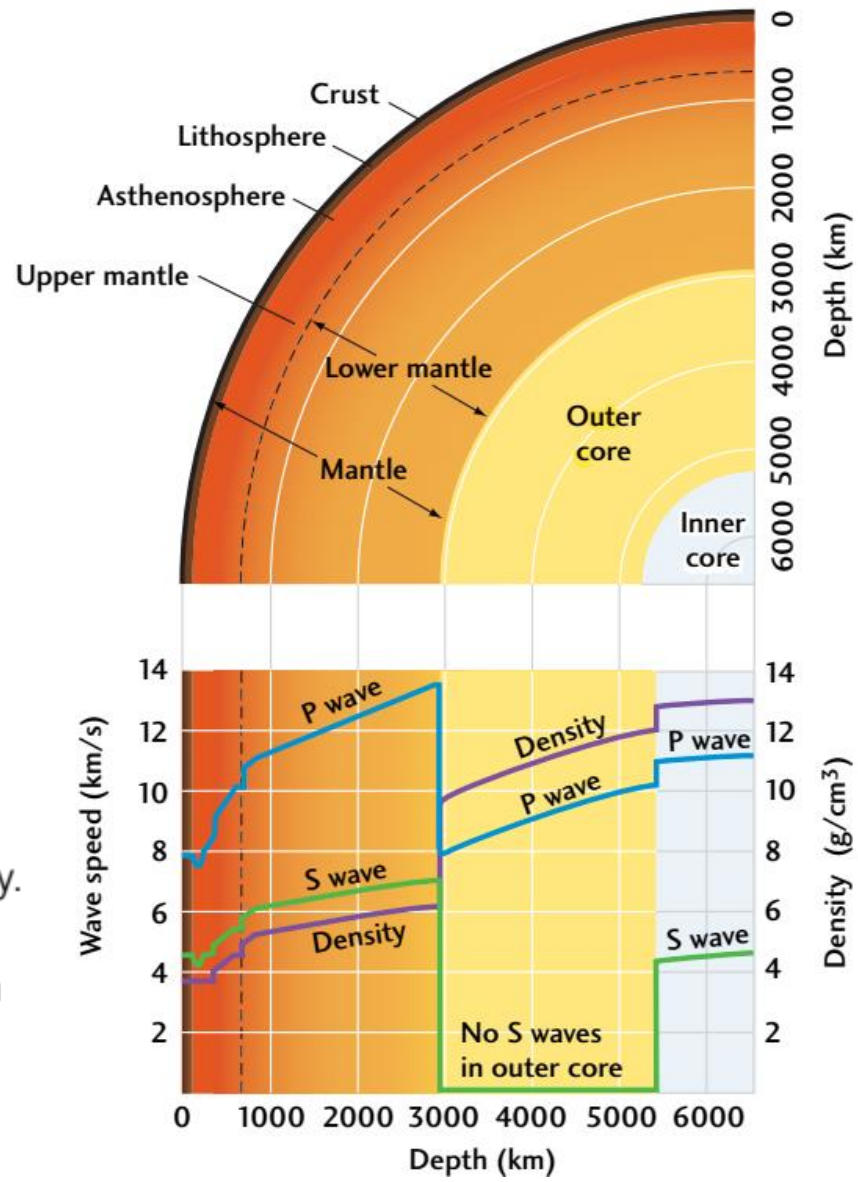 Crust
Lithosphere
Asthenosphere
Upper mantle
Lower mantle
Mantle
Outer
core
Inner
core
0
1000
2000
3000
4000
5000
6000
Depth (km)
14
12
10
8
6
4
2
Wave speed (km/s)
P wave
S wave
Density
Density
P wave
No S waves
in outer core
P wave
S wave
14
12
10
8
6
4
2
Density (g/cm³)
0 1000 2000 3000 4000 5000 6000
Depth (km)
y.